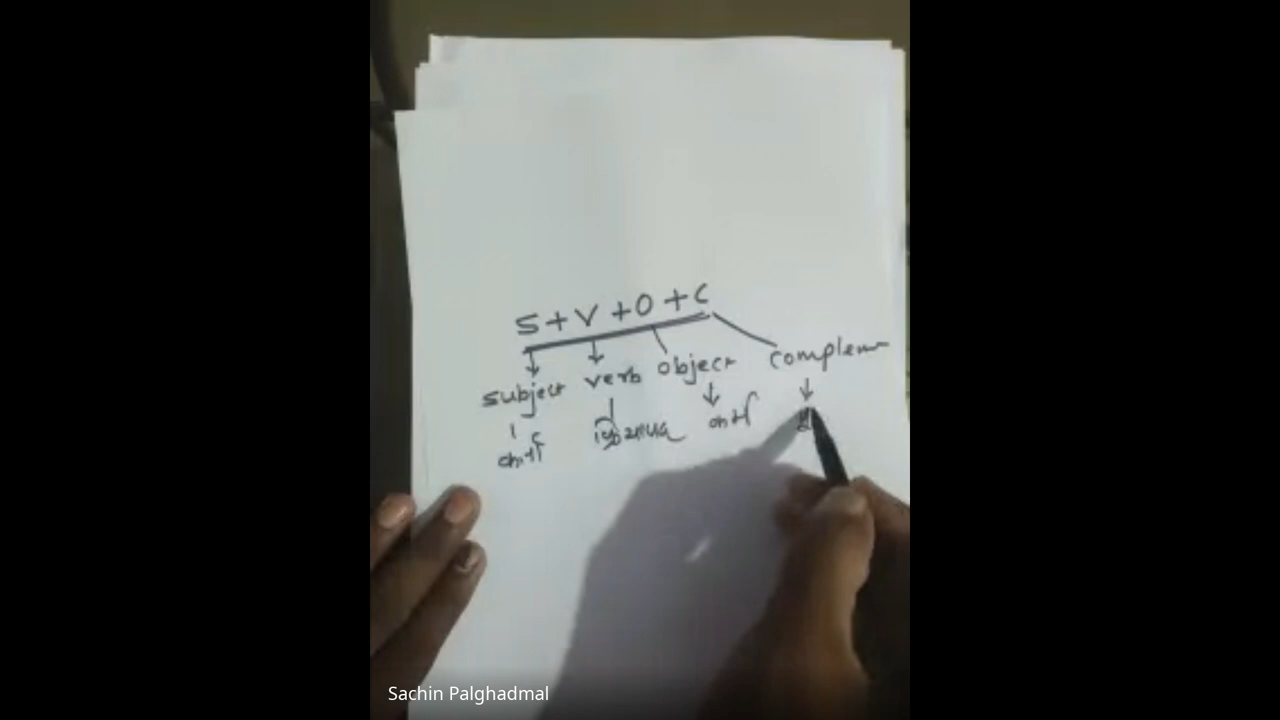 S + V + O + C
subject verb object complem
कर्ता क्रियापद कर्म
Sachin Palghadmal